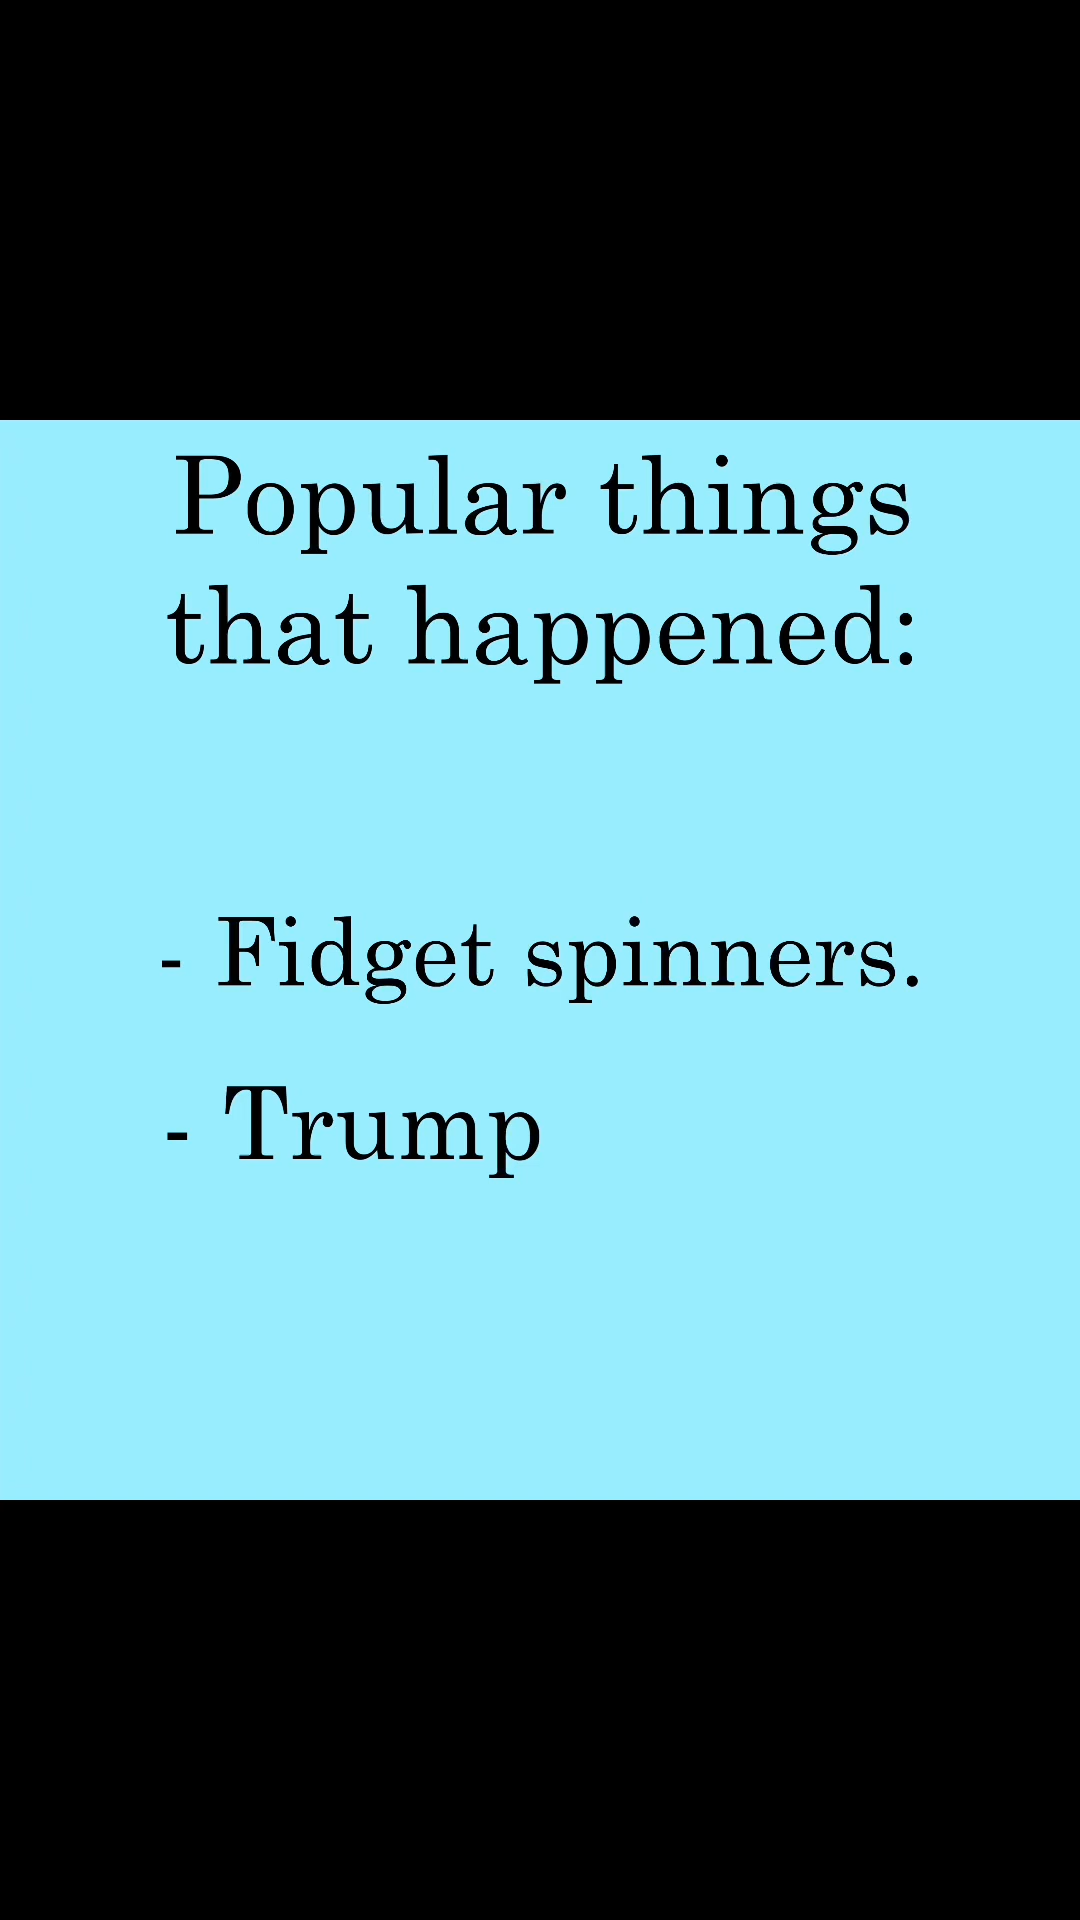 Popular things
that happened:
- Fidget spinners.
- Trump